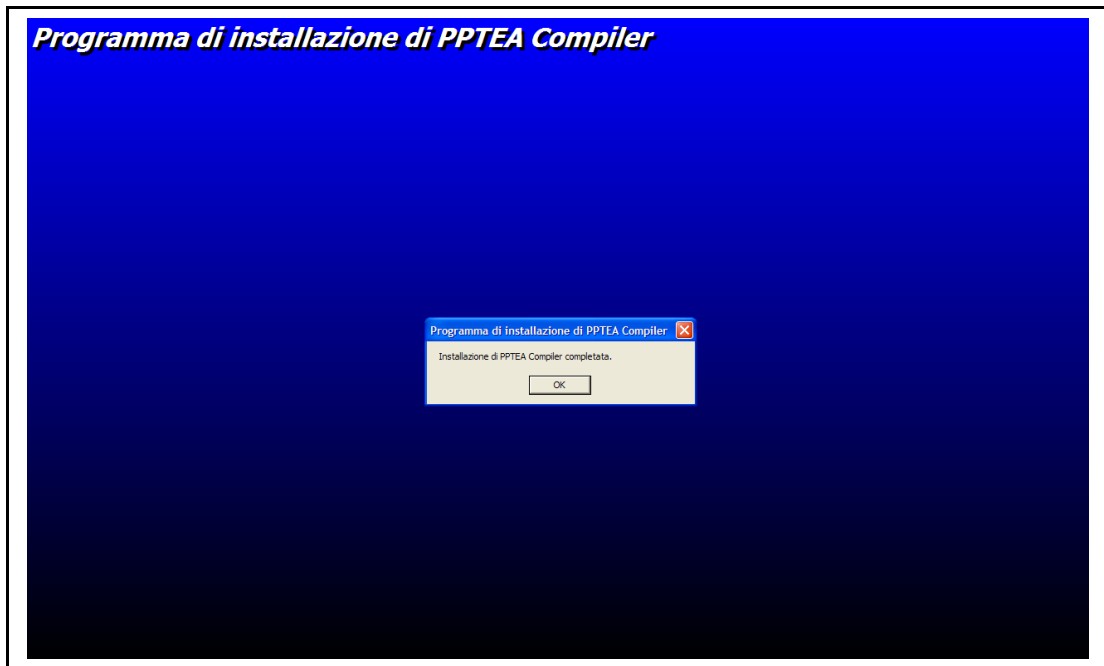 Programma di installazione di PPTEA Compiler
Programma di installazione di PPTEA Compiler
Installazione di PPTEA Compiler completata.
OK